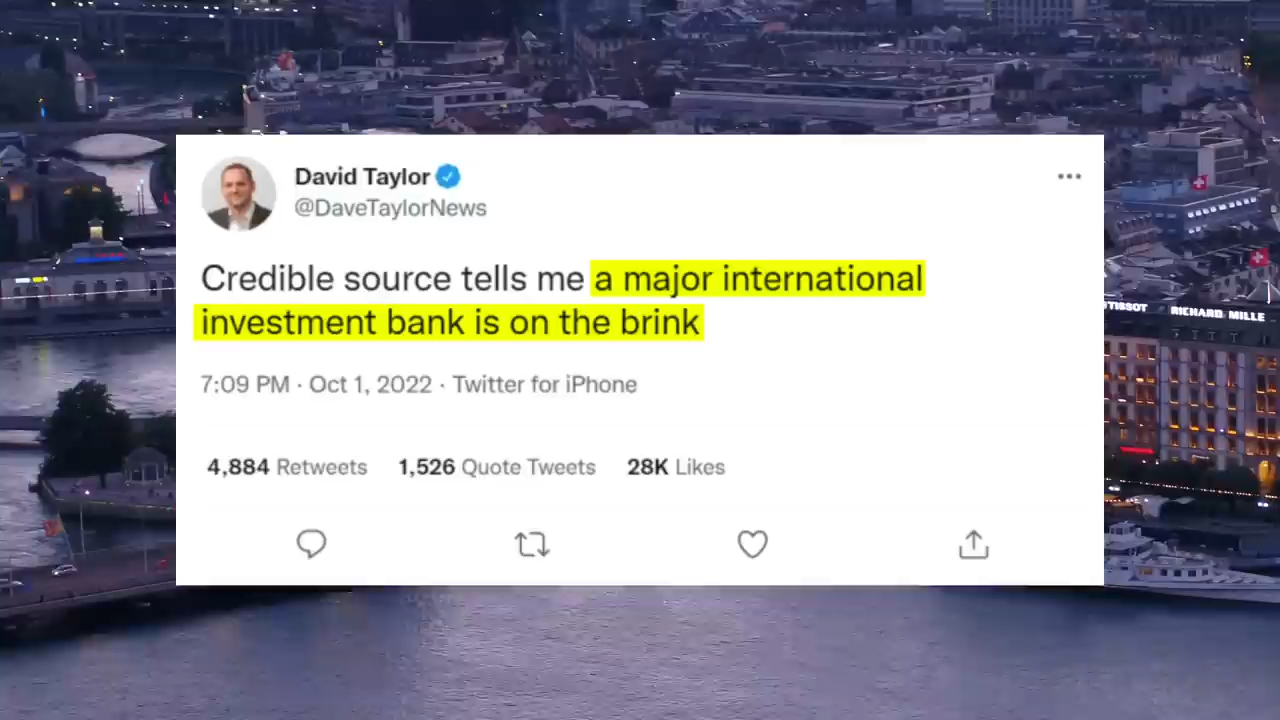 David Taylor
@DaveTaylorNews
Credible source tells me a major international
investment bank is on the brink
7:09 PM · Oct 1, 2022 · Twitter for iPhone
4,884 Retweets 1,526 Quote Tweets 28K Likes
TISSOT RICHARD MILLE